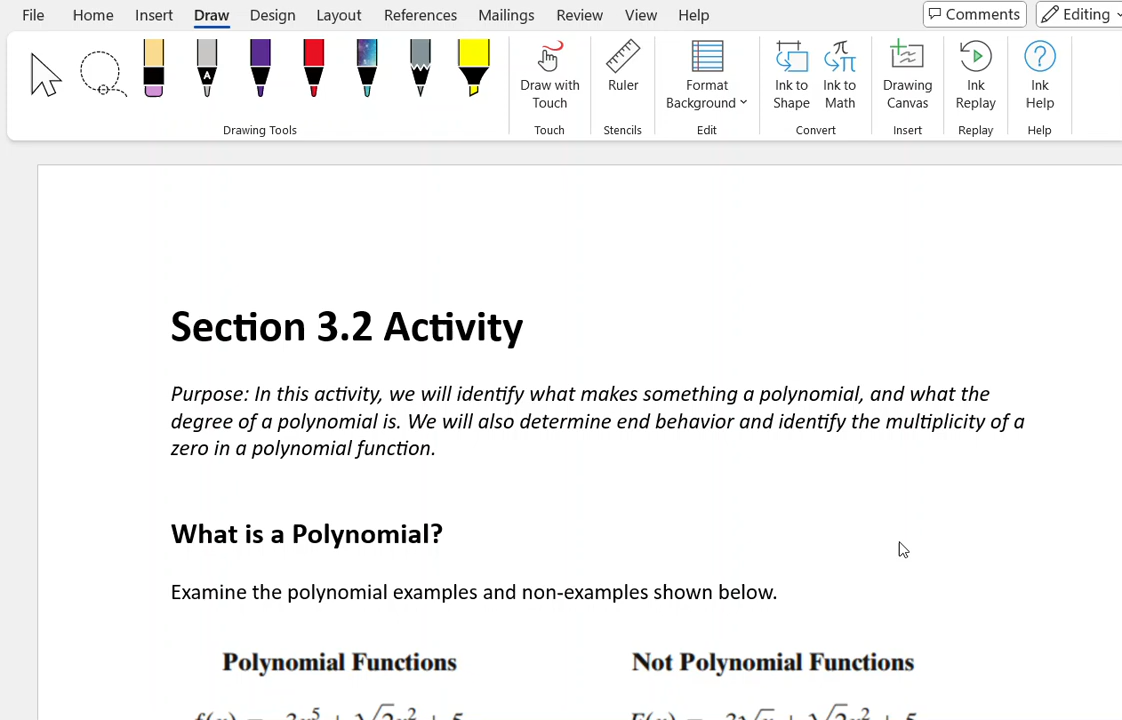 File Home Insert Draw Design Layout References Mailings Review View Help Comments Editing
A
Draw with Touch
Ruler
Format Background
Ink to Shape
Ink to Math
Drawing Canvas
Ink Replay
Ink Help
Drawing Tools Touch Stencils Edit Convert Insert Replay Help
Section 3.2 Activity
Purpose: In this activity, we will identify what makes something a polynomial, and what the
degree of a polynomial is. We will also determine end behavior and identify the multiplicity of a
zero in a polynomial function.
What is a Polynomial?
Examine the polynomial examples and non-examples shown below.
Polynomial Functions Not Polynomial Functions